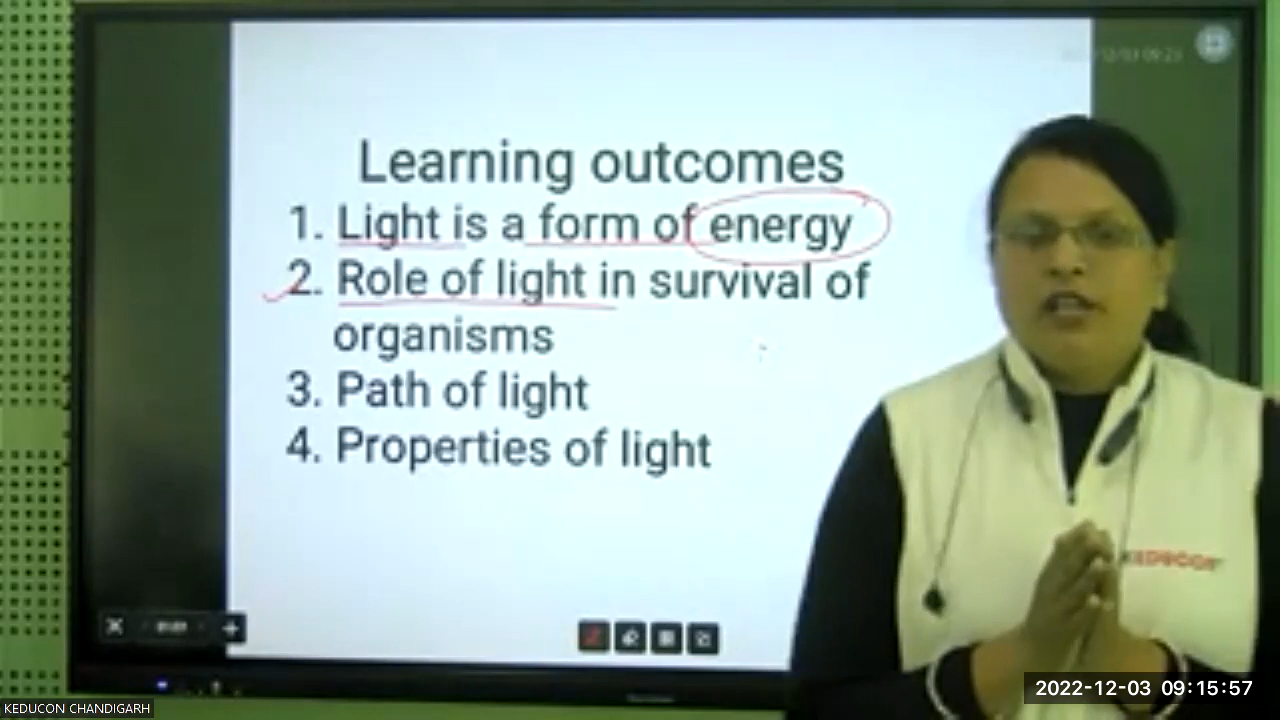 Learning outcomes
1. Light is a form of energy
2. Role of light in survival of
organisms
3. Path of light
4. Properties of light
2022-12-03 09:15:57
KEDUCON CHANDIGARH